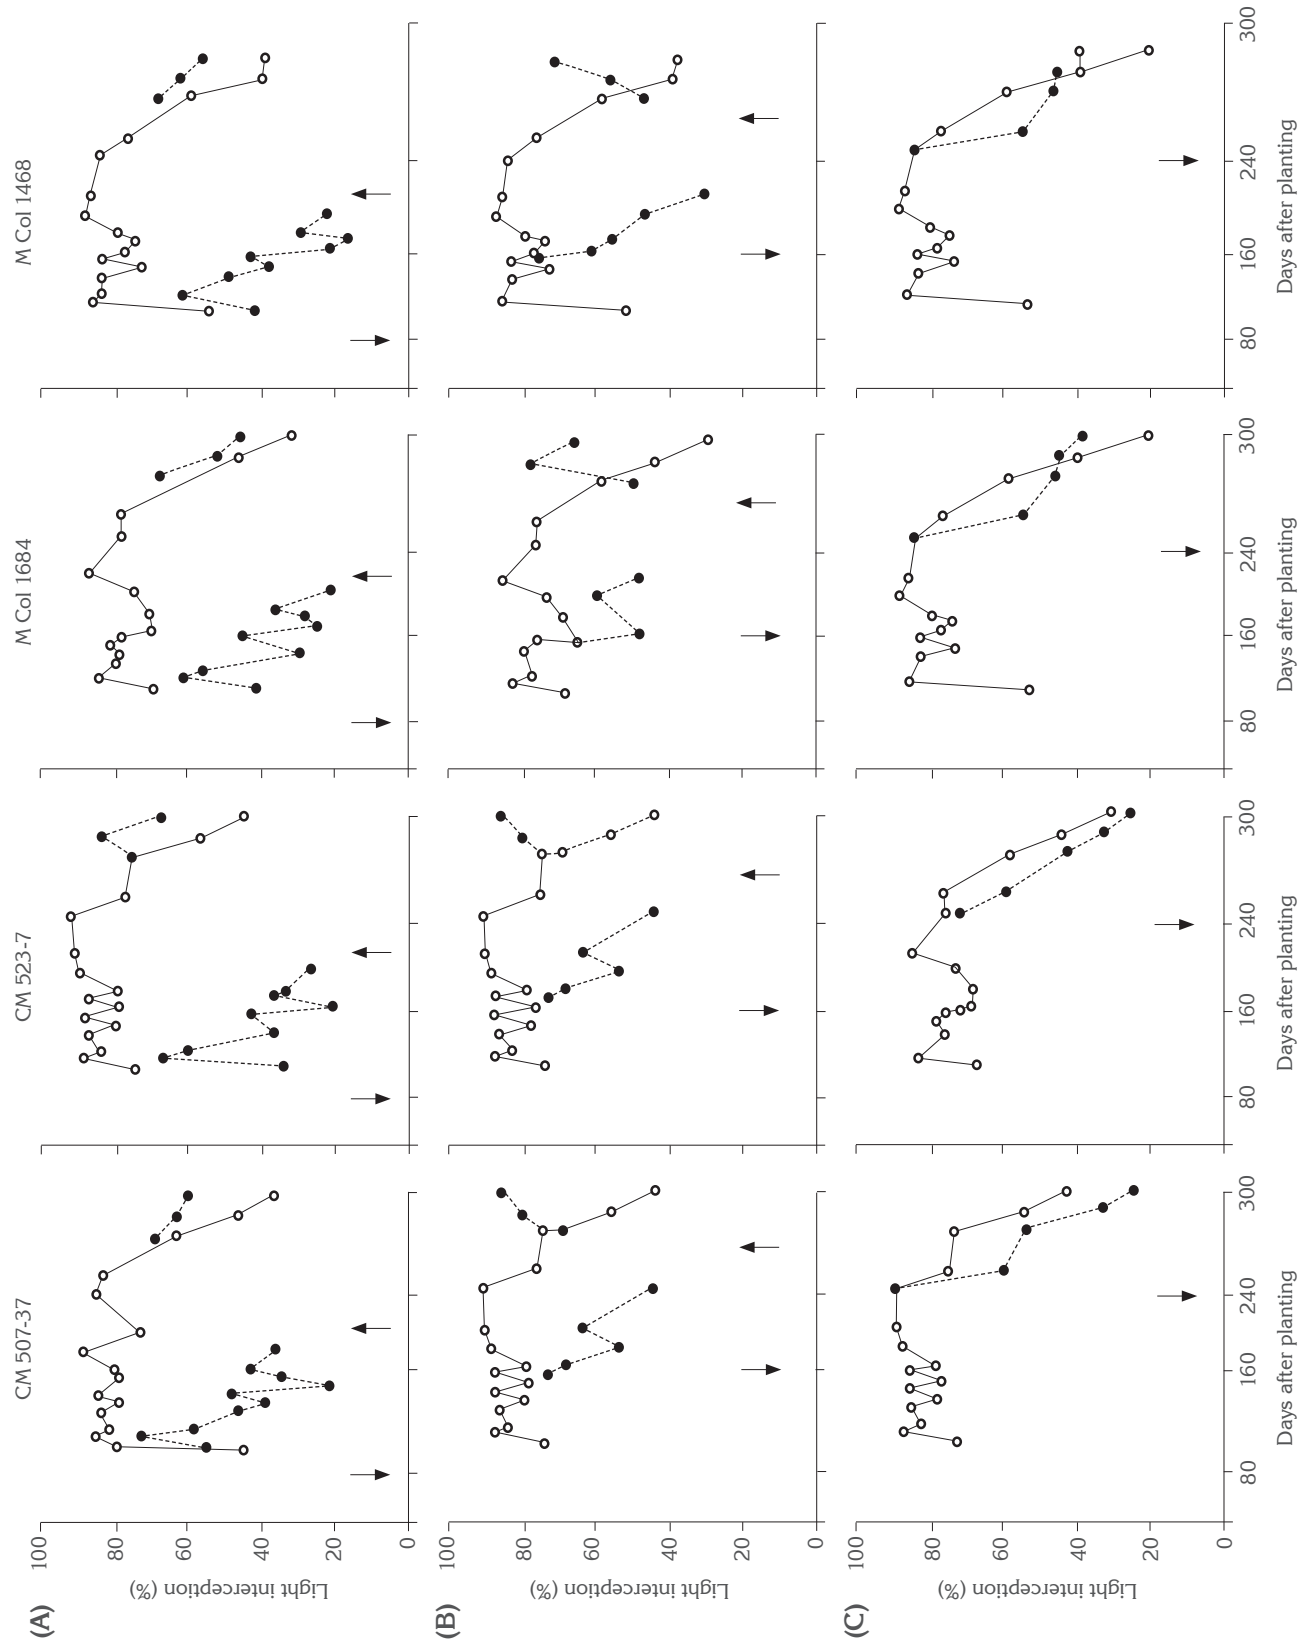 CM 507-37
CM 523-7
M Col 1684
M Col 1468
(A)
Light interception (%)
100
80
60
40
20
0
(B)
Light interception (%)
100
80
60
40
20
0
(C)
Light interception (%)
100
80
60
40
20
0
80 160 240 300
80 160 240 300
80 160 240 300
80 160 240 300
Days after planting
Days after planting
Days after planting
Days after planting